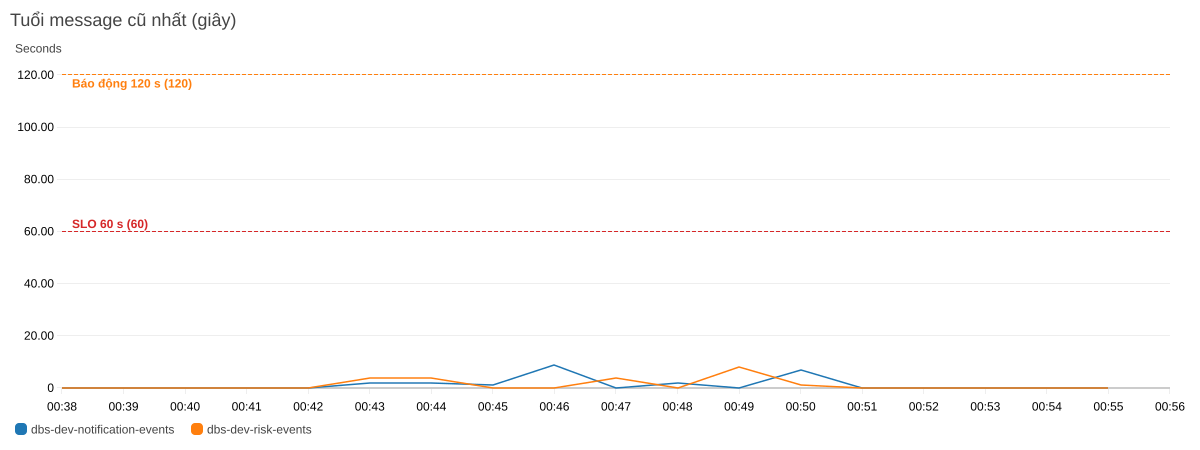 Tuổi message cũ nhất (giây)
Seconds
120.00
Báo động 120 s (120)
100.00
80.00
SLO 60 s (60)
60.00
40.00
20.00
0
00:38 00:39 00:40 00:41 00:42 00:43 00:44 00:45 00:46 00:47 00:48 00:49 00:50 00:51 00:52 00:53 00:54 00:55 00:56
dbs-dev-notification-events dbs-dev-risk-events